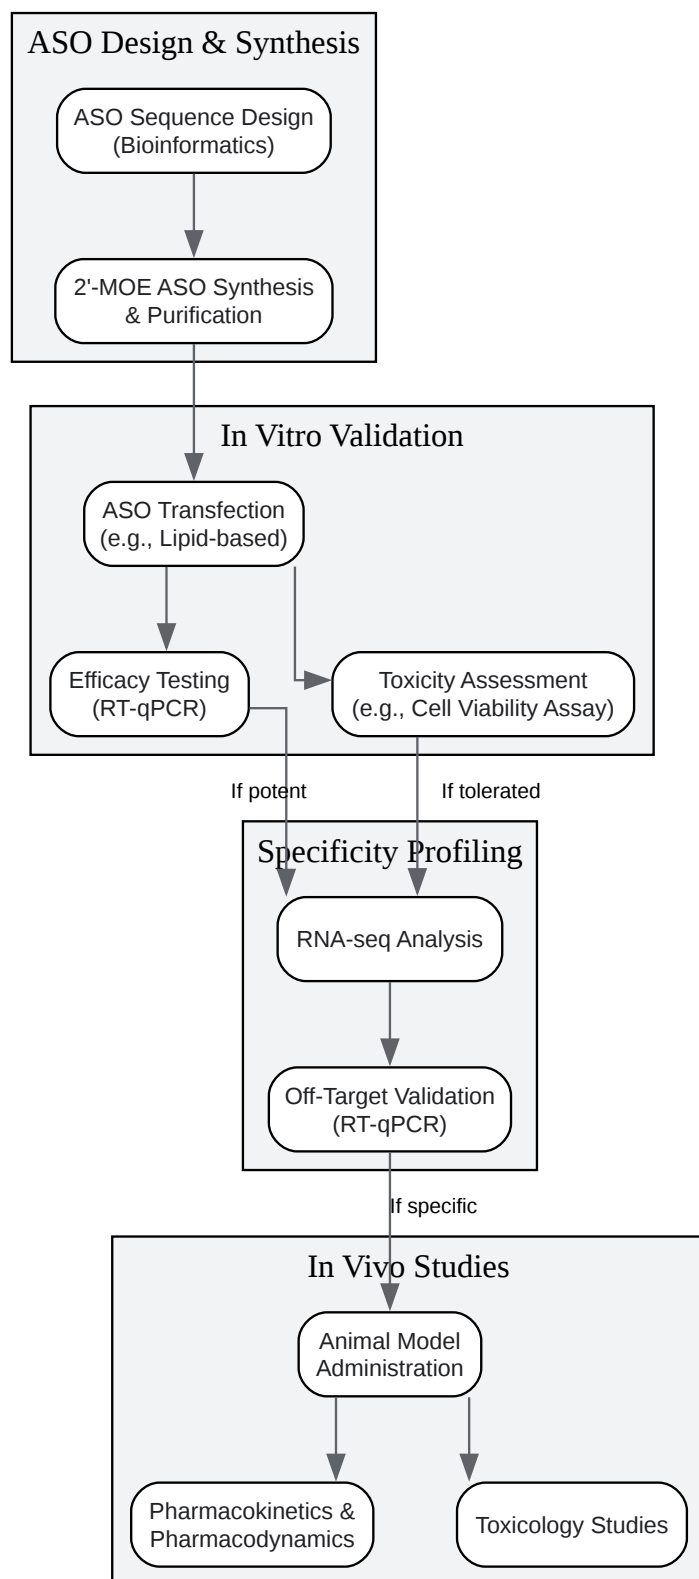 ASO Design & Synthesis
ASO Sequence Design
(Bioinformatics)
2'-MOE ASO Synthesis
& Purification
In Vitro Validation
ASO Transfection
(e.g., Lipid-based)
Efficacy Testing
(RT-qPCR)
Toxicity Assessment
(e.g., Cell Viability Assay)
If potent
If tolerated
Specificity Profiling
RNA-seq Analysis
Off-Target Validation
(RT-qPCR)
If specific
In Vivo Studies
Animal Model
Administration
Pharmacokinetics &
Pharmacodynamics
Toxicology Studies